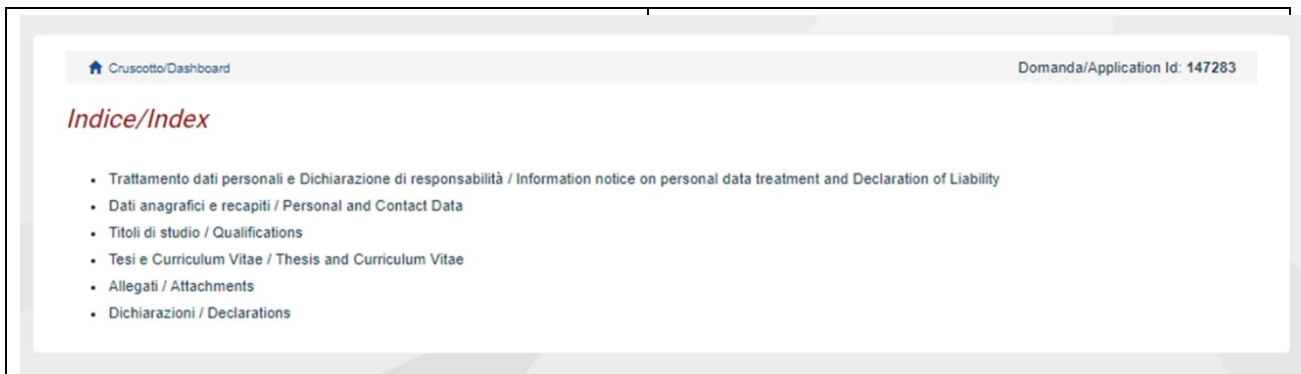 Cruscotto/Dashboard
Domanda/Application Id: 147283
Indice/Index
Trattamento dati personali e Dichiarazione di responsabilità / Information notice on personal data treatment and Declaration of Liability
Dati anagrafici e recapiti / Personal and Contact Data
Titoli di studio / Qualifications
Tesi e Curriculum Vitae / Thesis and Curriculum Vitae
Allegati / Attachments
Dichiarazioni / Declarations